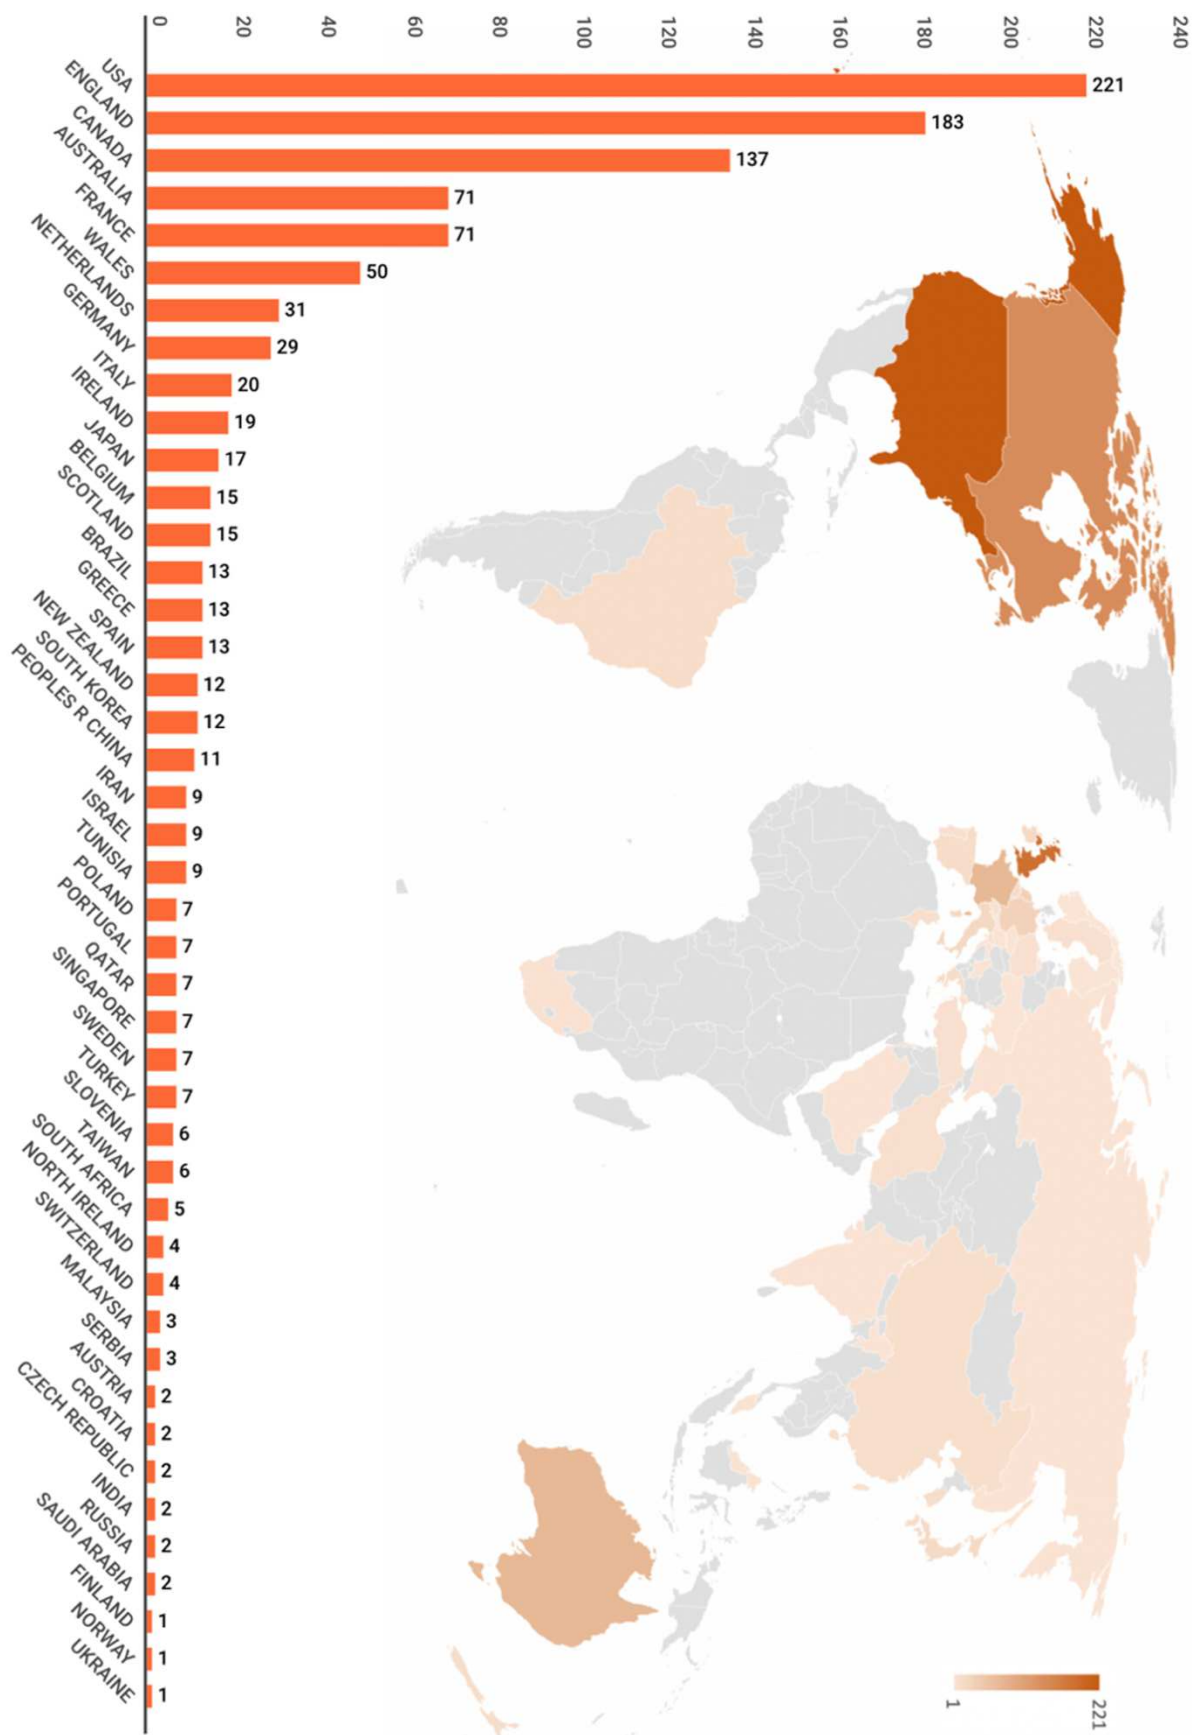 0
20
40
60
80
100
120
140
160
180
200
220
240
USA 221
ENGLAND 183
CANADA 137
AUSTRALIA 71
FRANCE 71
WALES 50
NETHERLANDS 31
GERMANY 29
ITALY 20
IRELAND 19
JAPAN 17
BELGIUM 15
SCOTLAND 15
BRAZIL 13
GREECE 13
SPAIN 13
NEW ZEALAND 12
SOUTH KOREA 12
PEOPLES R CHINA 11
IRAN 9
ISRAEL 9
TUNISIA 9
POLAND 7
PORTUGAL 7
QATAR 7
SINGAPORE 7
SWEDEN 7
TURKEY 7
SLOVENIA 6
TAIWAN 6
SOUTH AFRICA 5
NORTH IRELAND 4
SWITZERLAND 4
MALAYSIA 3
SERBIA 3
AUSTRIA 2
CROATIA 2
CZECH REPUBLIC 2
INDIA 2
RUSSIA 2
SAUDI ARABIA 2
FINLAND 1
NORWAY 1
UKRAINE 1
1
221